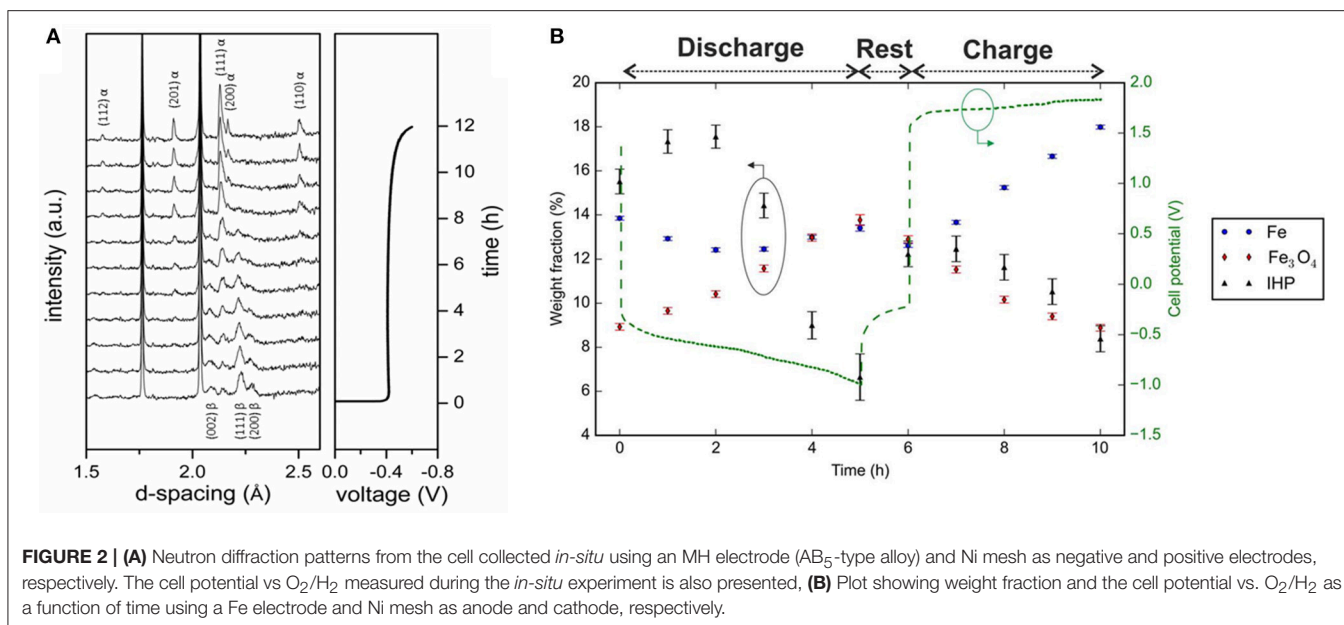 A
intensity (a.u.)
(112) α
(201) α
(111) α
(200) α
(110) α
(002) β
(111) β
(200) β
1.5 2.0 2.5
d-spacing (Å)
12
10
8
6
4
2
0
time (h)
0.0 -0.4 -0.8
voltage (V)
B
Discharge Rest Charge
20
18
16
14
12
10
8
6
4
Weight fraction (%)
0 2 4 6 8 10
Time (h)
2.0
1.5
1.0
0.5
0.0
−0.5
−1.0
−1.5
Cell potential (V)
Fe
Fe₃O₄
IHP
FIGURE 2 | (A) Neutron diffraction patterns from the cell collected in-situ using an MH electrode (AB₅-type alloy) and Ni mesh as negative and positive electrodes,
respectively. The cell potential vs O₂/H₂ measured during the in-situ experiment is also presented, (B) Plot showing weight fraction and the cell potential vs. O₂/H₂ as
a function of time using a Fe electrode and Ni mesh as anode and cathode, respectively.